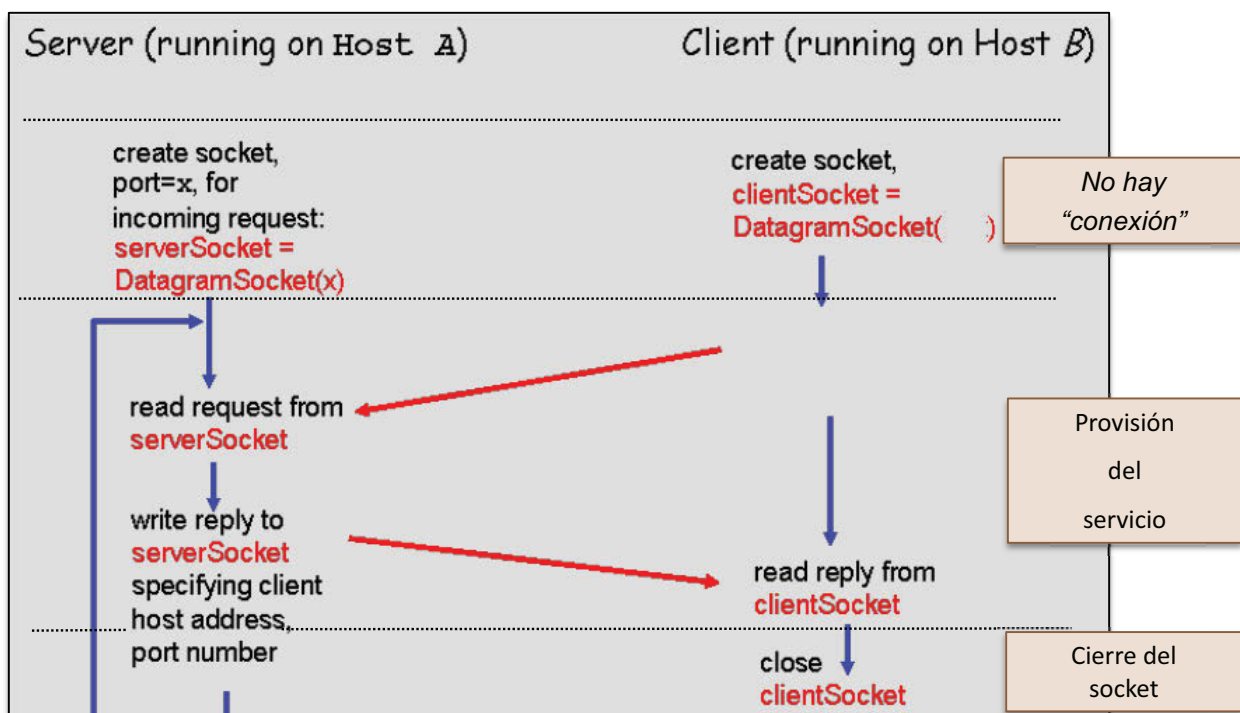 Server (running on Host A)
Client (running on Host B)
create socket,
port=x, for
incoming request:
serverSocket =
DatagramSocket(x)
create socket,
clientSocket =
DatagramSocket( )
No hay
“conexión”
read request from
serverSocket
write reply to
serverSocket
specifying client
host address,
port number
read reply from
clientSocket
Provisión
del
servicio
close
clientSocket
Cierre del
socket